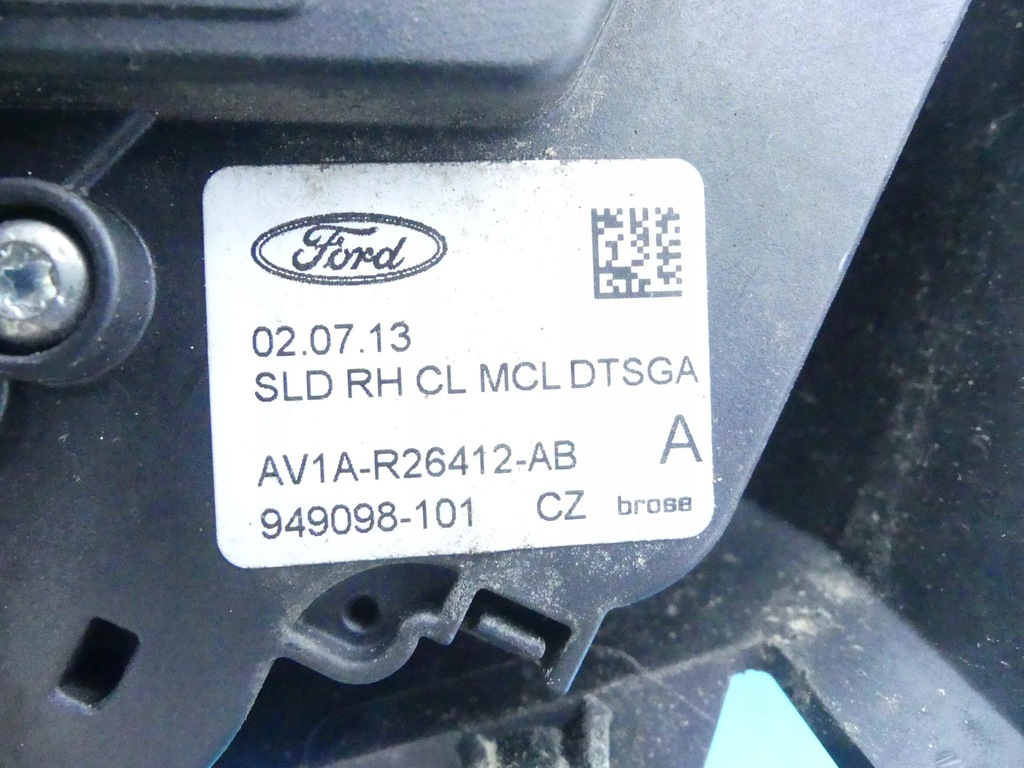 Ford
02.07.13
SLD RH CL MCL DTSGA
A
AV1A-R26412-AB
949098-101 CZ brose